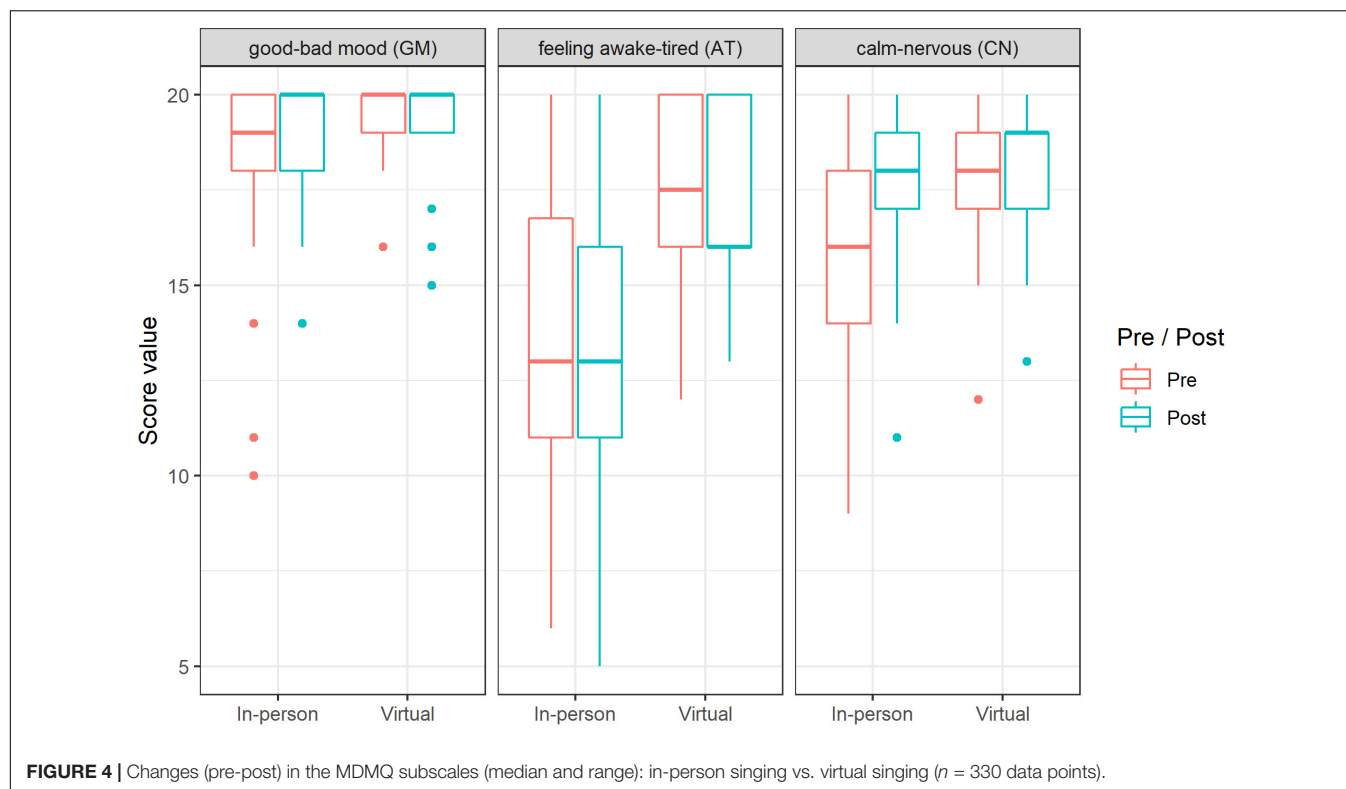 good-bad mood (GM)
feeling awake-tired (AT)
calm-nervous (CN)
20
15
10
5
Score value
In-person
Virtual
In-person
Virtual
In-person
Virtual
Pre / Post
Pre
Post
FIGURE 4 | Changes (pre-post) in the MDMQ subscales (median and range): in-person singing vs. virtual singing (n = 330 data points).